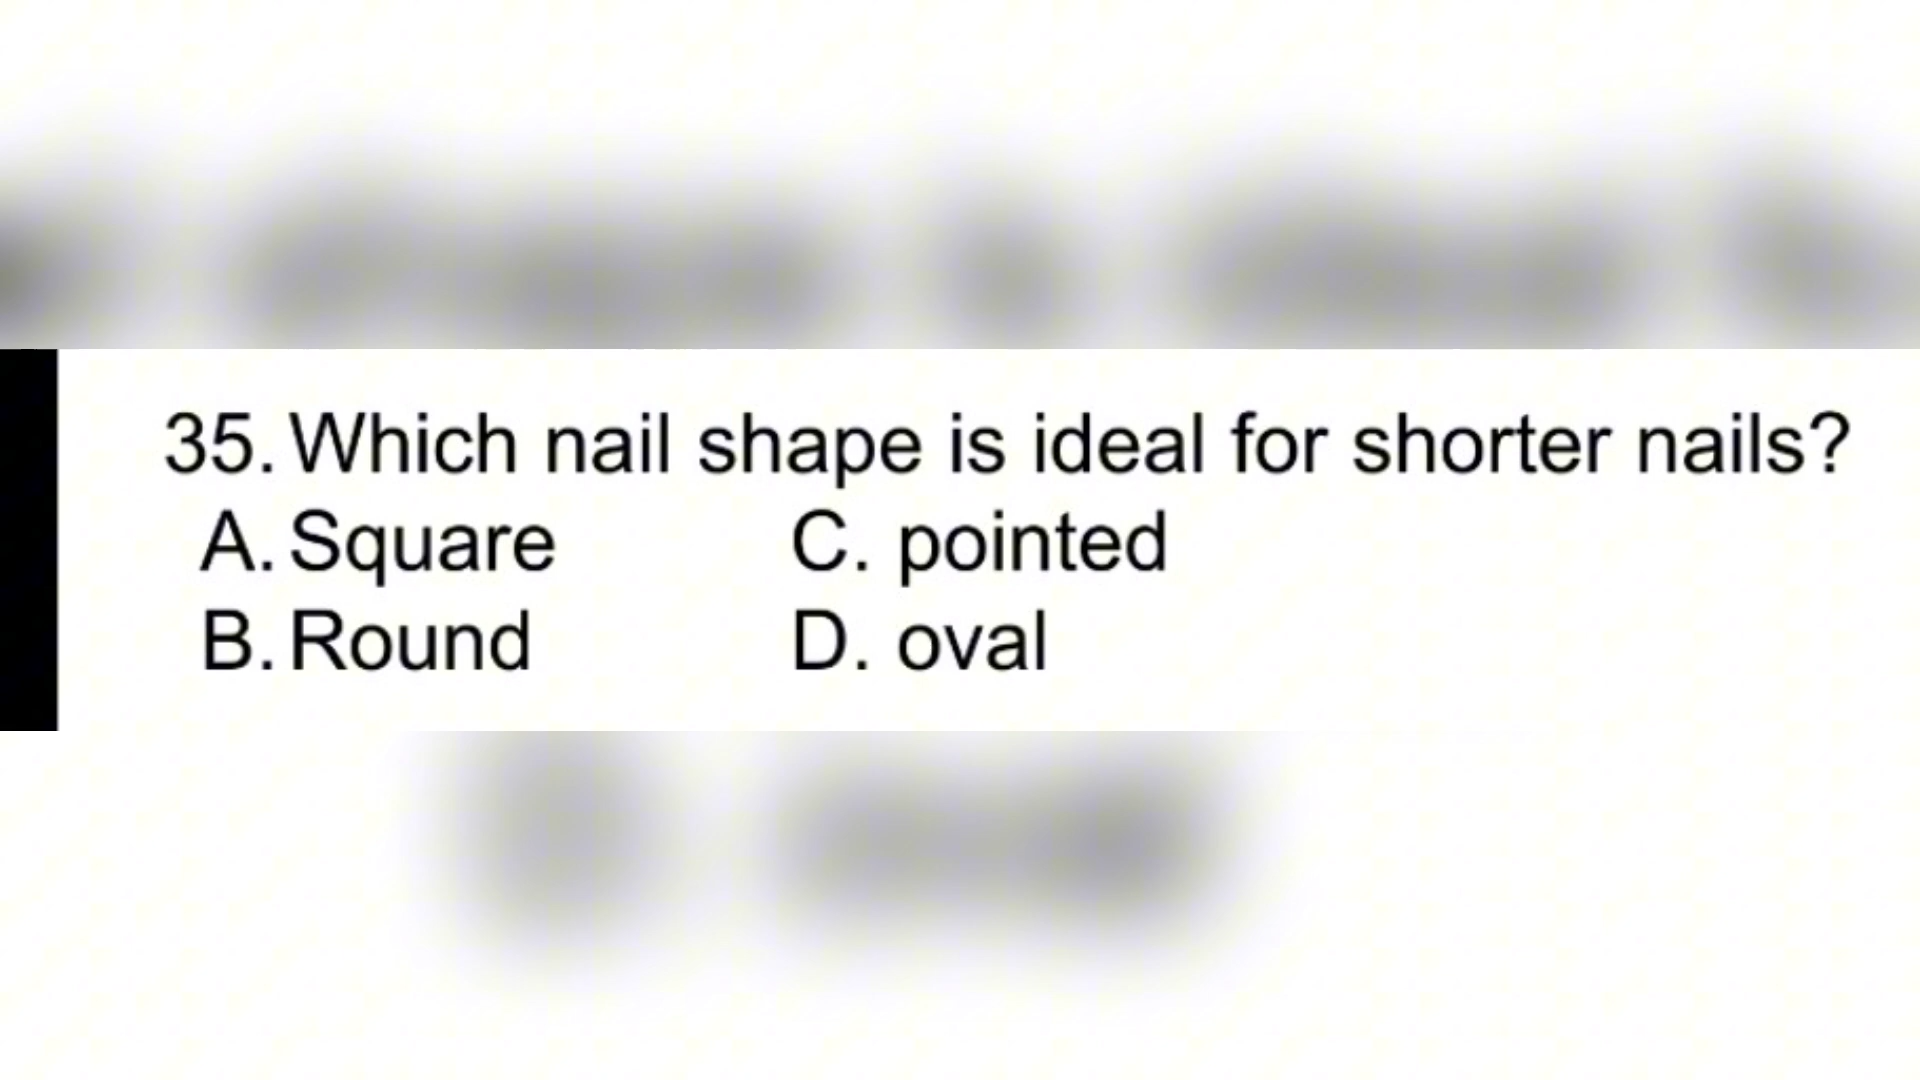 35. Which nail shape is ideal for shorter nails?
A. Square C. pointed
B. Round D. oval